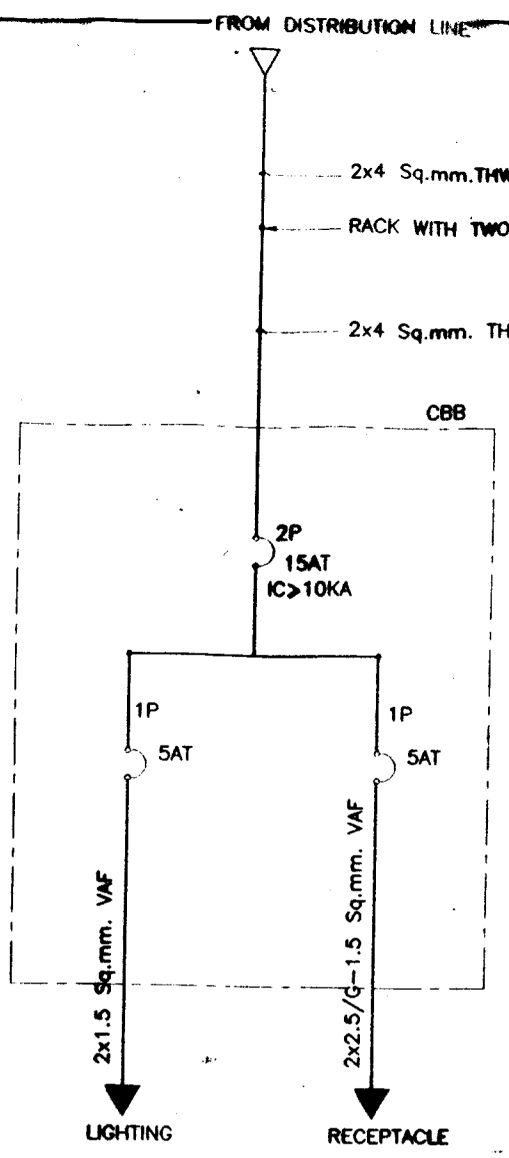 FROM DISTRIBUTION LINE
2x4 Sq.mm.THW
RACK WITH TWO
2x4 Sq.mm. TH
CBB
2P
15AT
IC>10KA
1P
5AT
1P
5AT
2x1.5 Sq.mm. VAF
2x2.5/G-1.5 Sq.mm. VAF
LIGHTING
RECEPTACLE